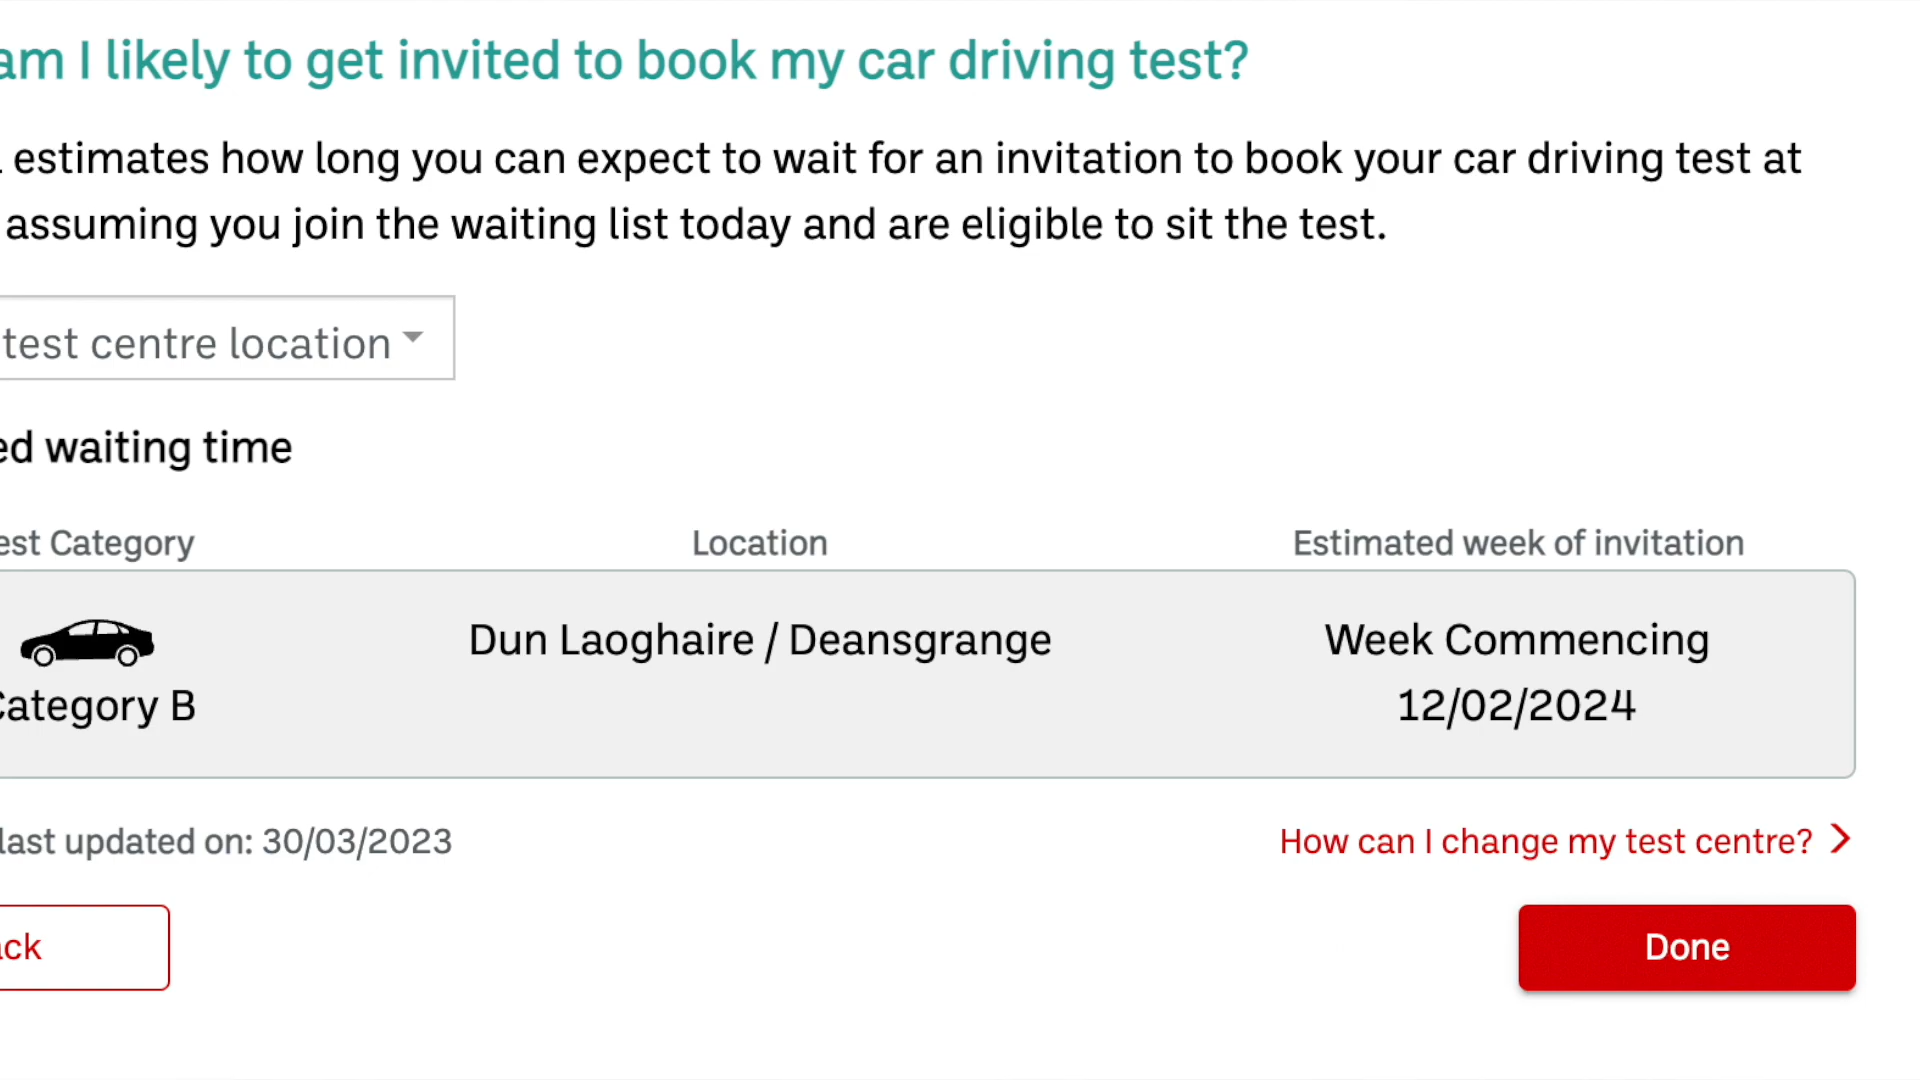 am I likely to get invited to book my car driving test?
estimates how long you can expect to wait for an invitation to book your car driving test at
assuming you join the waiting list today and are eligible to sit the test.
test centre location
ed waiting time
est Category Location Estimated week of invitation
Dun Laoghaire / Deansgrange Week Commencing
Category B 12/02/2024
last updated on: 30/03/2023 How can I change my test centre? >
ack Done